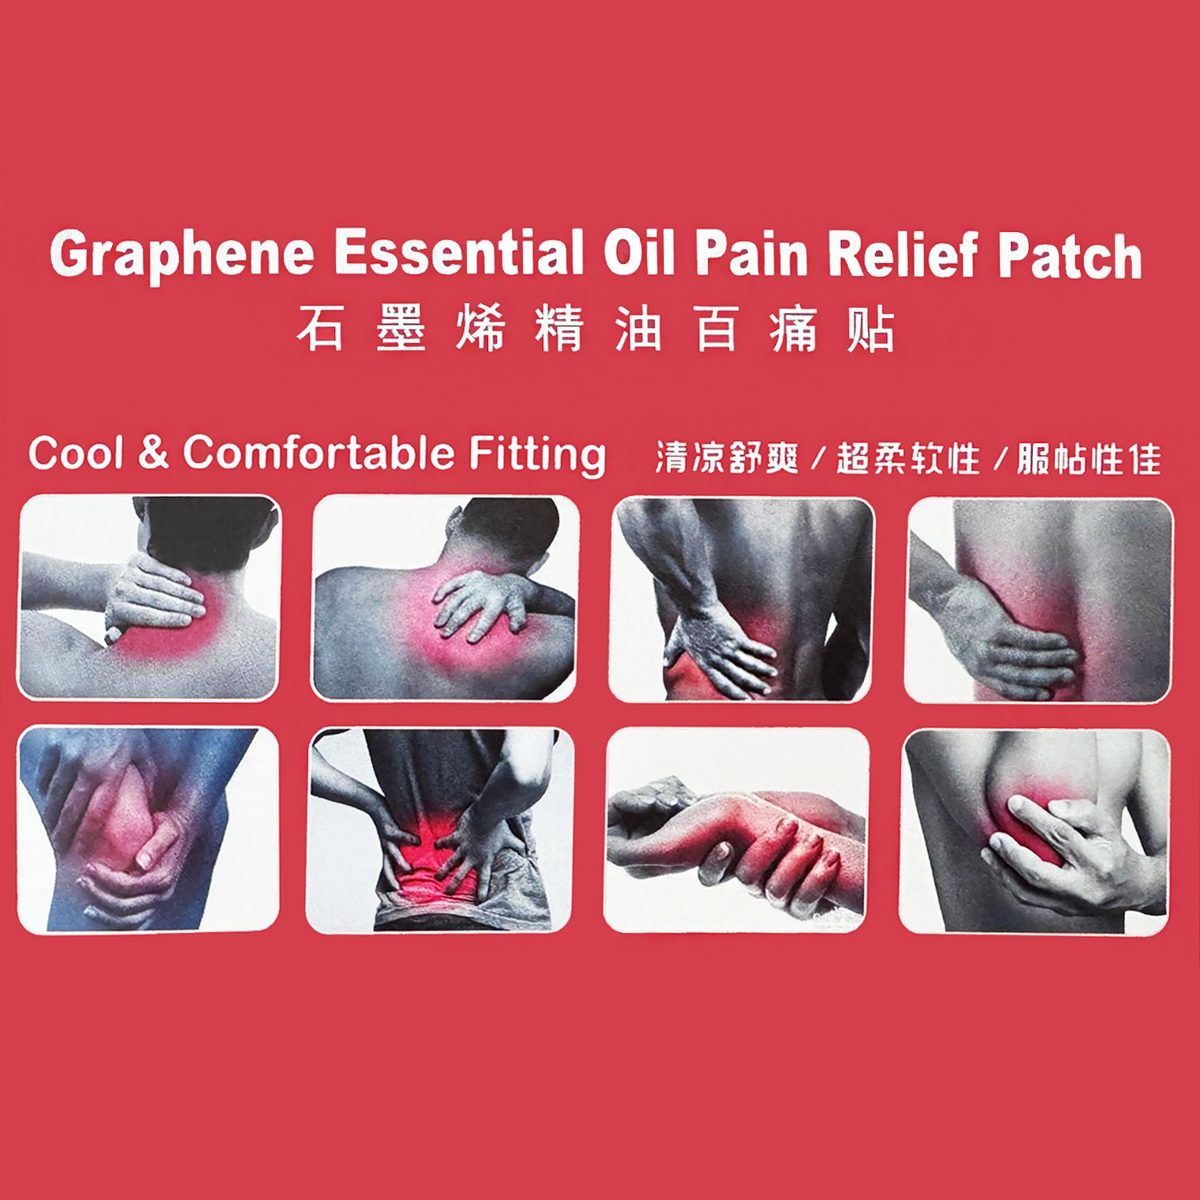 Graphene Essential Oil Pain Relief Patch
石墨烯精油百痛贴
Cool & Comfortable Fitting
清凉舒爽 / 超柔软性 / 服帖性佳